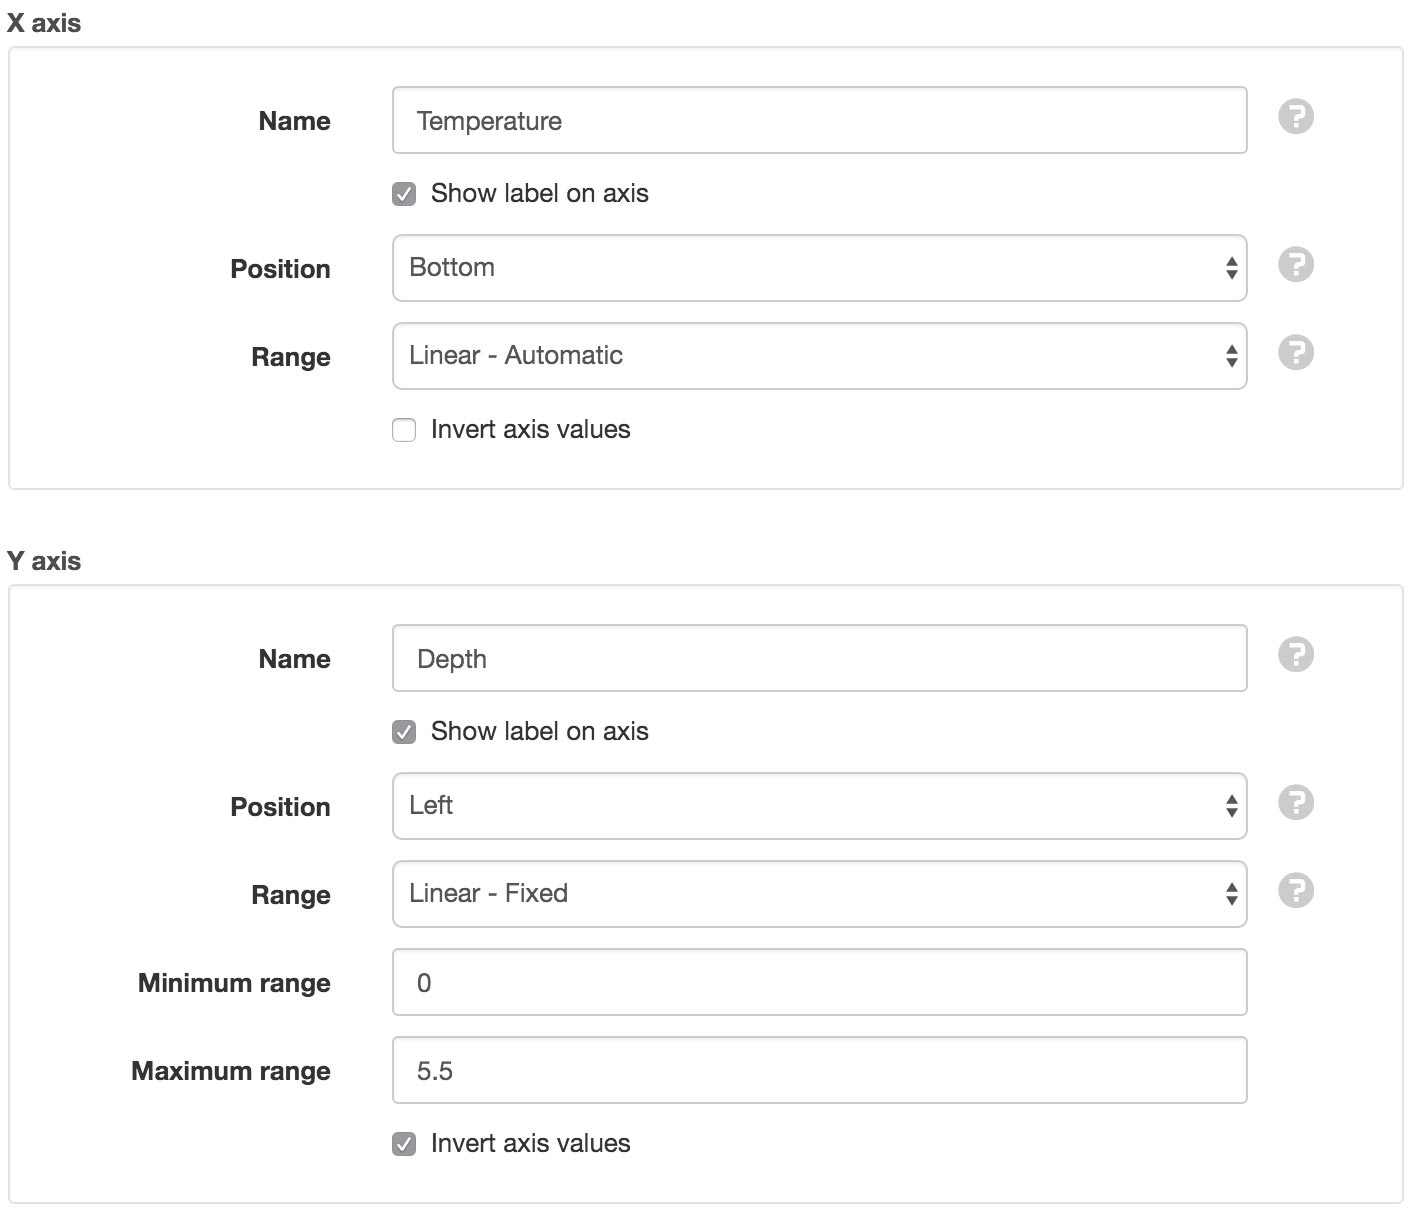 X axis
Name Temperature ?
Show label on axis
Position Bottom ?
Range Linear - Automatic ?
Invert axis values
Y axis
Name Depth ?
Show label on axis
Position Left ?
Range Linear - Fixed ?
Minimum range 0
Maximum range 5.5
Invert axis values